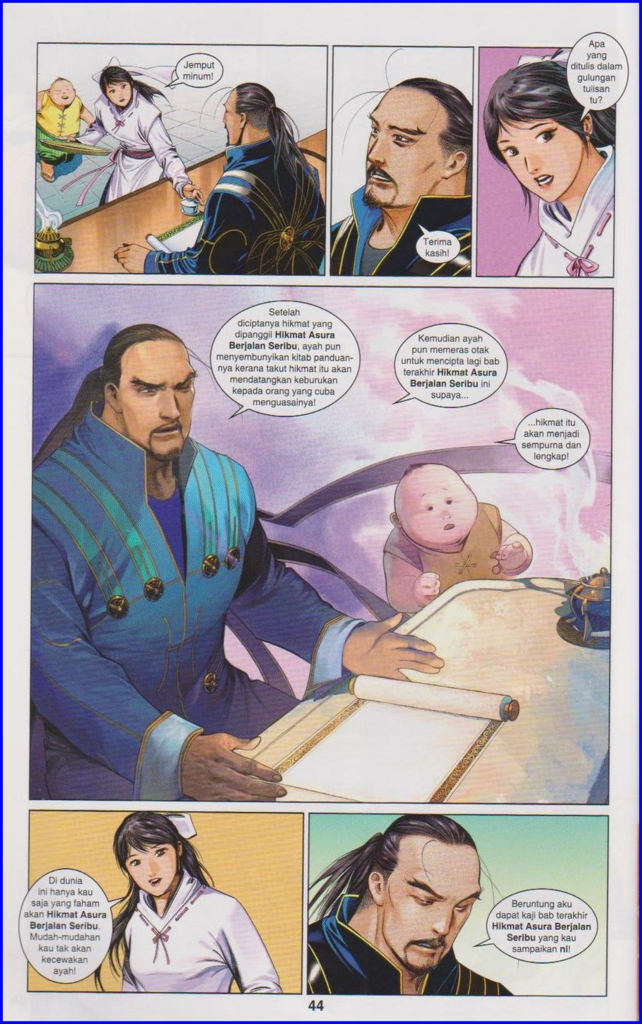 Jemput
minum!
Terima
kasih!
Apa
yang
ditulis dalam
gulungan
tulisan
tu?
Setelah
diciptanya hikmat yang
dipanggil Hikmat Asura
Berjalan Seribu, ayah pun
menyembunyikan kitab panduan-
nya kerana takut hikmat itu akan
mendatangkan keburukan
kepada orang yang cuba
menguasainya!
Kemudian ayah
pun memeras otak
untuk mencipta lagi bab
terakhir Hikmat Asura
Berjalan Seribu ini
supaya...
...hikmat itu
akan menjadi
sempurna dan
lengkap!
Di dunia
ini hanya kau
saja yang faham
akan Hikmat Asura
Berjalan Seribu.
Mudah-mudahan
kau tak akan
kecewakan
ayah!
Beruntung aku
dapat kaji bab terakhir
Hikmat Asura Berjalan
Seribu yang kau
sampaikan ni!
44